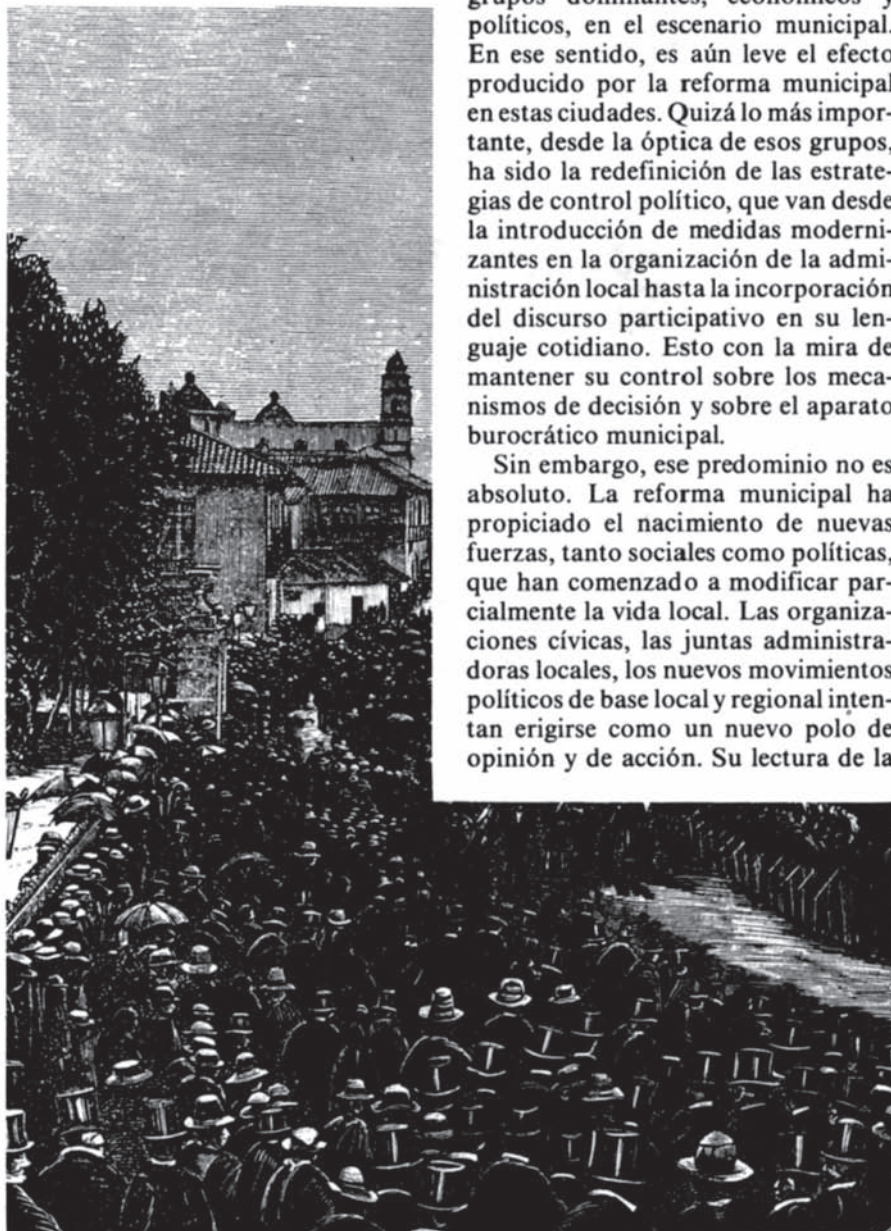 grupos dominantes, económicos y
políticos, en el escenario municipal.
En ese sentido, es aún leve el efecto
producido por la reforma municipal
en estas ciudades. Quizá lo más impor-
tante, desde la óptica de esos grupos,
ha sido la redefinición de las estrate-
gias de control político, que van desde
la introducción de medidas moderni-
zantes en la organización de la admi-
nistración local hasta la incorporación
del discurso participativo en su len-
guaje cotidiano. Esto con la mira de
mantener su control sobre los meca-
nismos de decisión y sobre el aparato
burocrático municipal.
Sin embargo, ese predominio no es
absoluto. La reforma municipal ha
propiciado el nacimiento de nuevas
fuerzas, tanto sociales como políticas,
que han comenzado a modificar par-
cialmente la vida local. Las organiza-
ciones cívicas, las juntas administra-
doras locales, los nuevos movimientos
políticos de base local y regional inten-
tan erigirse como un nuevo polo de
opinión y de acción. Su lectura de la